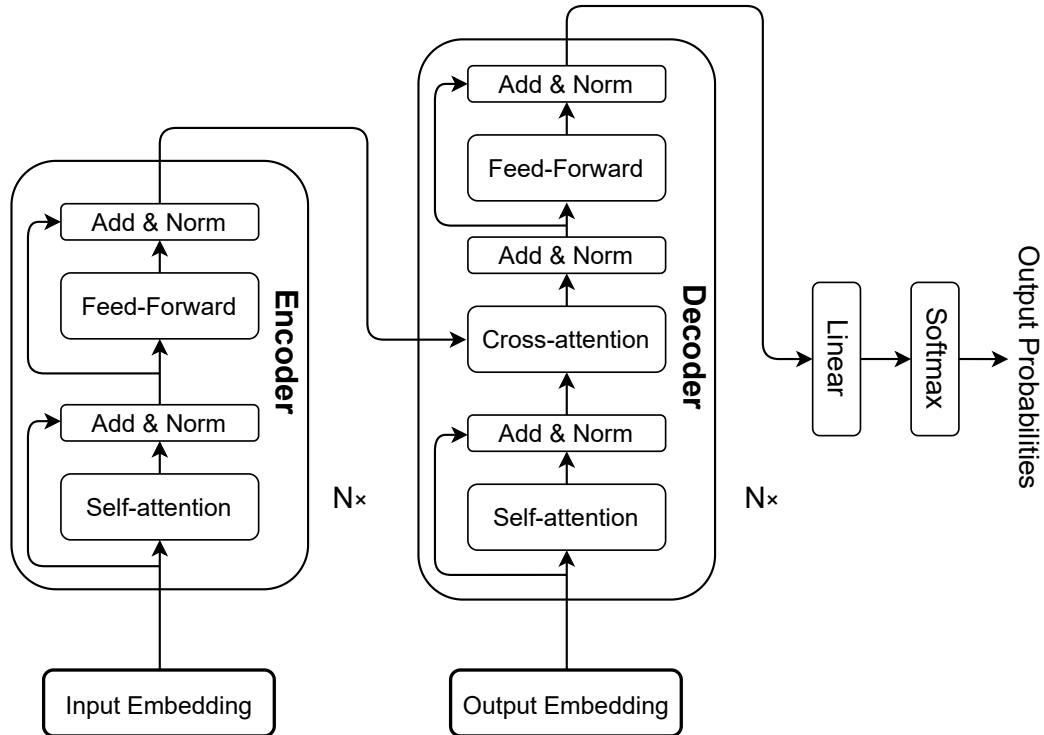 Add & Norm
Feed-Forward
Add & Norm
Self-attention
Encoder
N×
Input Embedding
Add & Norm
Feed-Forward
Add & Norm
Cross-attention
Add & Norm
Self-attention
Decoder
N×
Output Embedding
Linear
Softmax
Output Probabilities